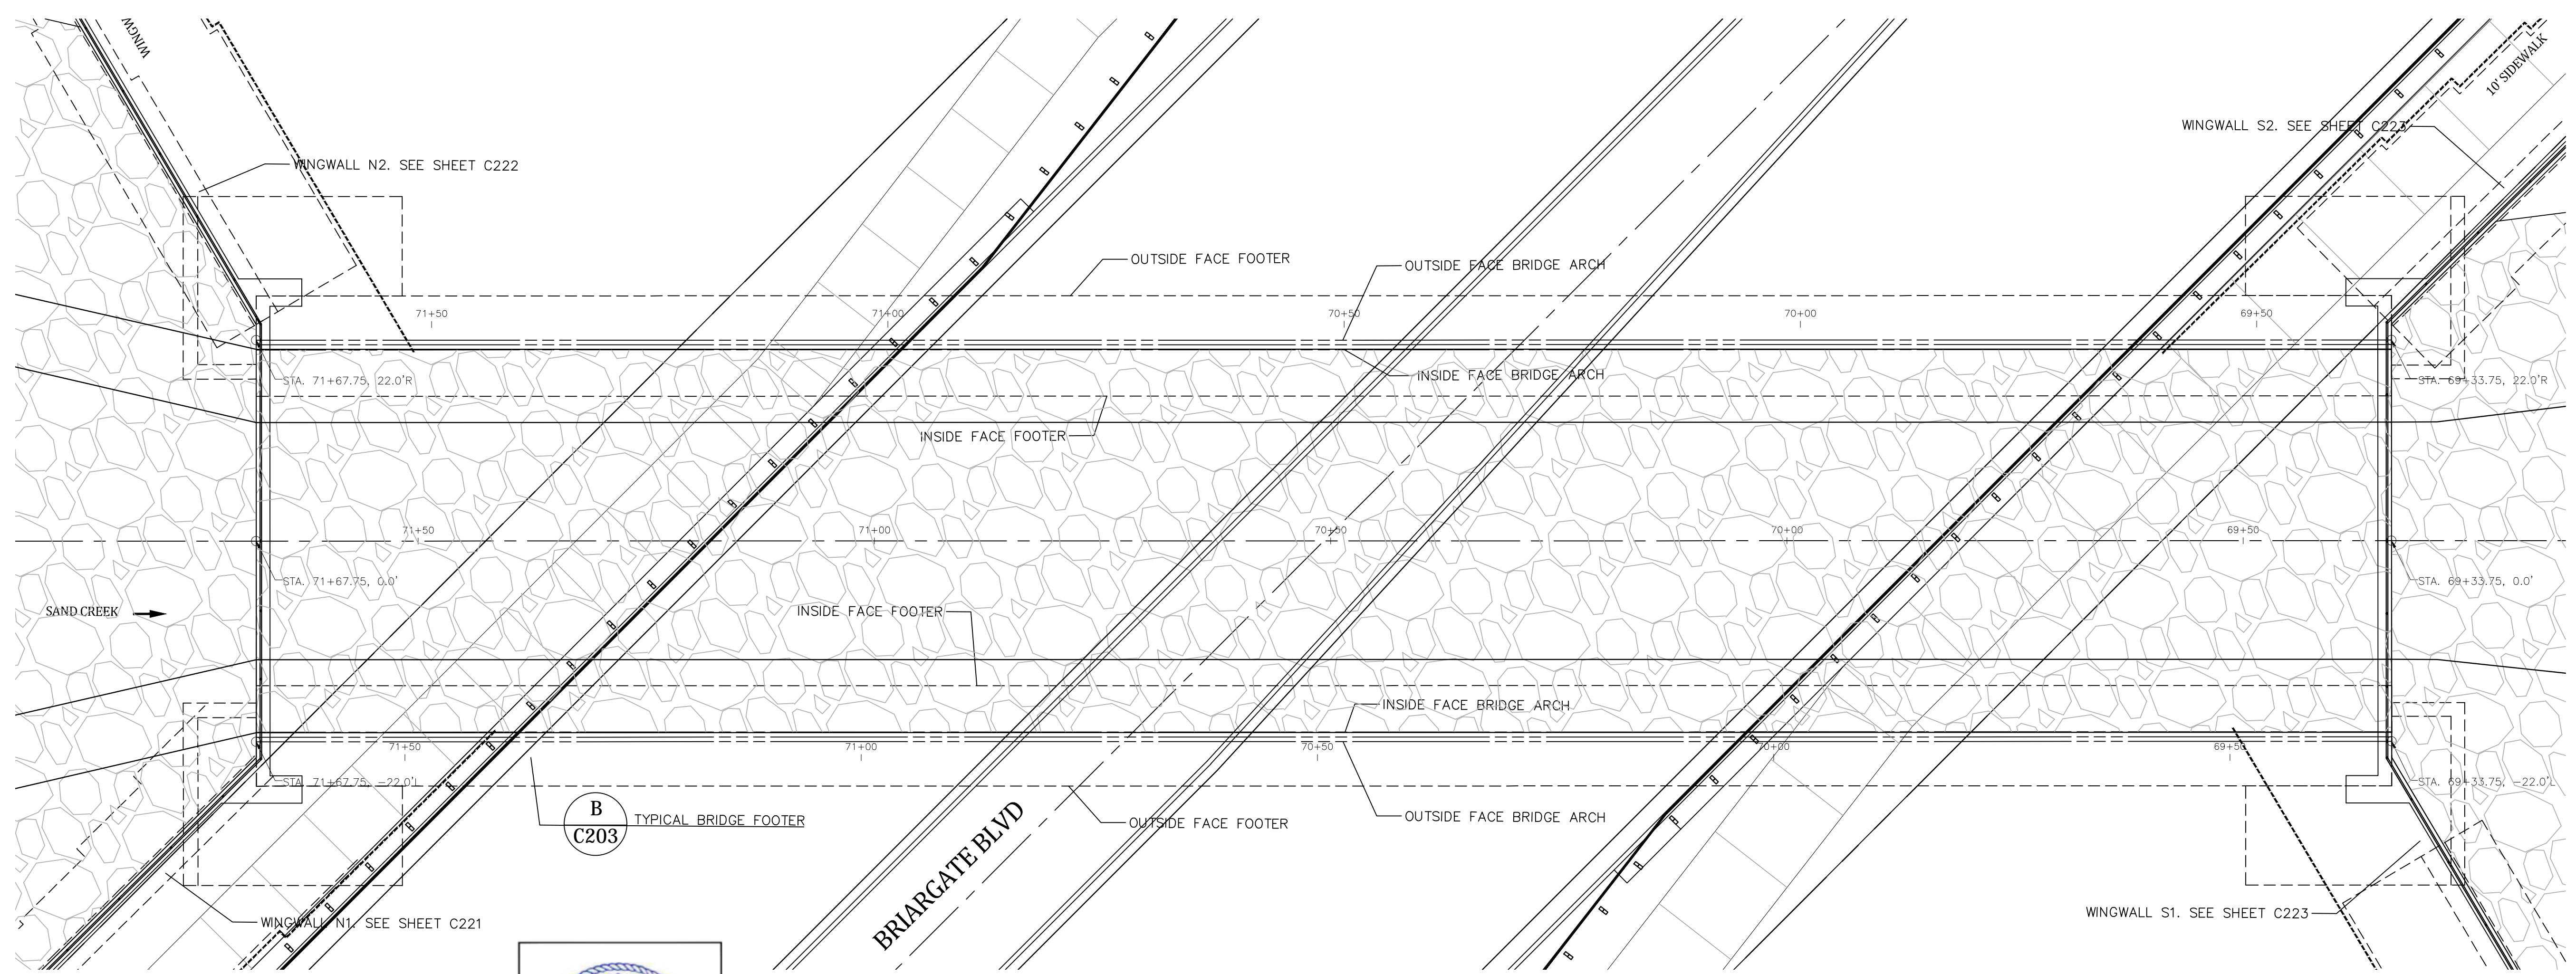 WINGW
10' SIDEWALK
WINGWALL S2. SEE SHEET C223
WINGWALL N2. SEE SHEET C222
OUTSIDE FACE FOOTER
OUTSIDE FACE BRIDGE ARCH
71+50
71+00
70+50
70+00
69+50
STA. 71+67.75, 22.0'R
INSIDE FACE BRIDGE ARCH
STA. 69+33.75, 22.0'R
INSIDE FACE FOOTER
71+50
71+00
70+50
70+00
69+50
STA. 71+67.75, 0.0'
STA. 69+33.75, 0.0'
SAND CREEK
INSIDE FACE FOOTER
INSIDE FACE BRIDGE ARCH
71+50
71+00
70+50
70+00
69+50
STA. 71+67.75, -22.0'L
STA. 69+33.75, -22.0'L
B
C203
TYPICAL BRIDGE FOOTER
OUTSIDE FACE FOOTER
OUTSIDE FACE BRIDGE ARCH
BRIARGATE BLVD
WINGWALL N1. SEE SHEET C221
WINGWALL S1. SEE SHEET C223